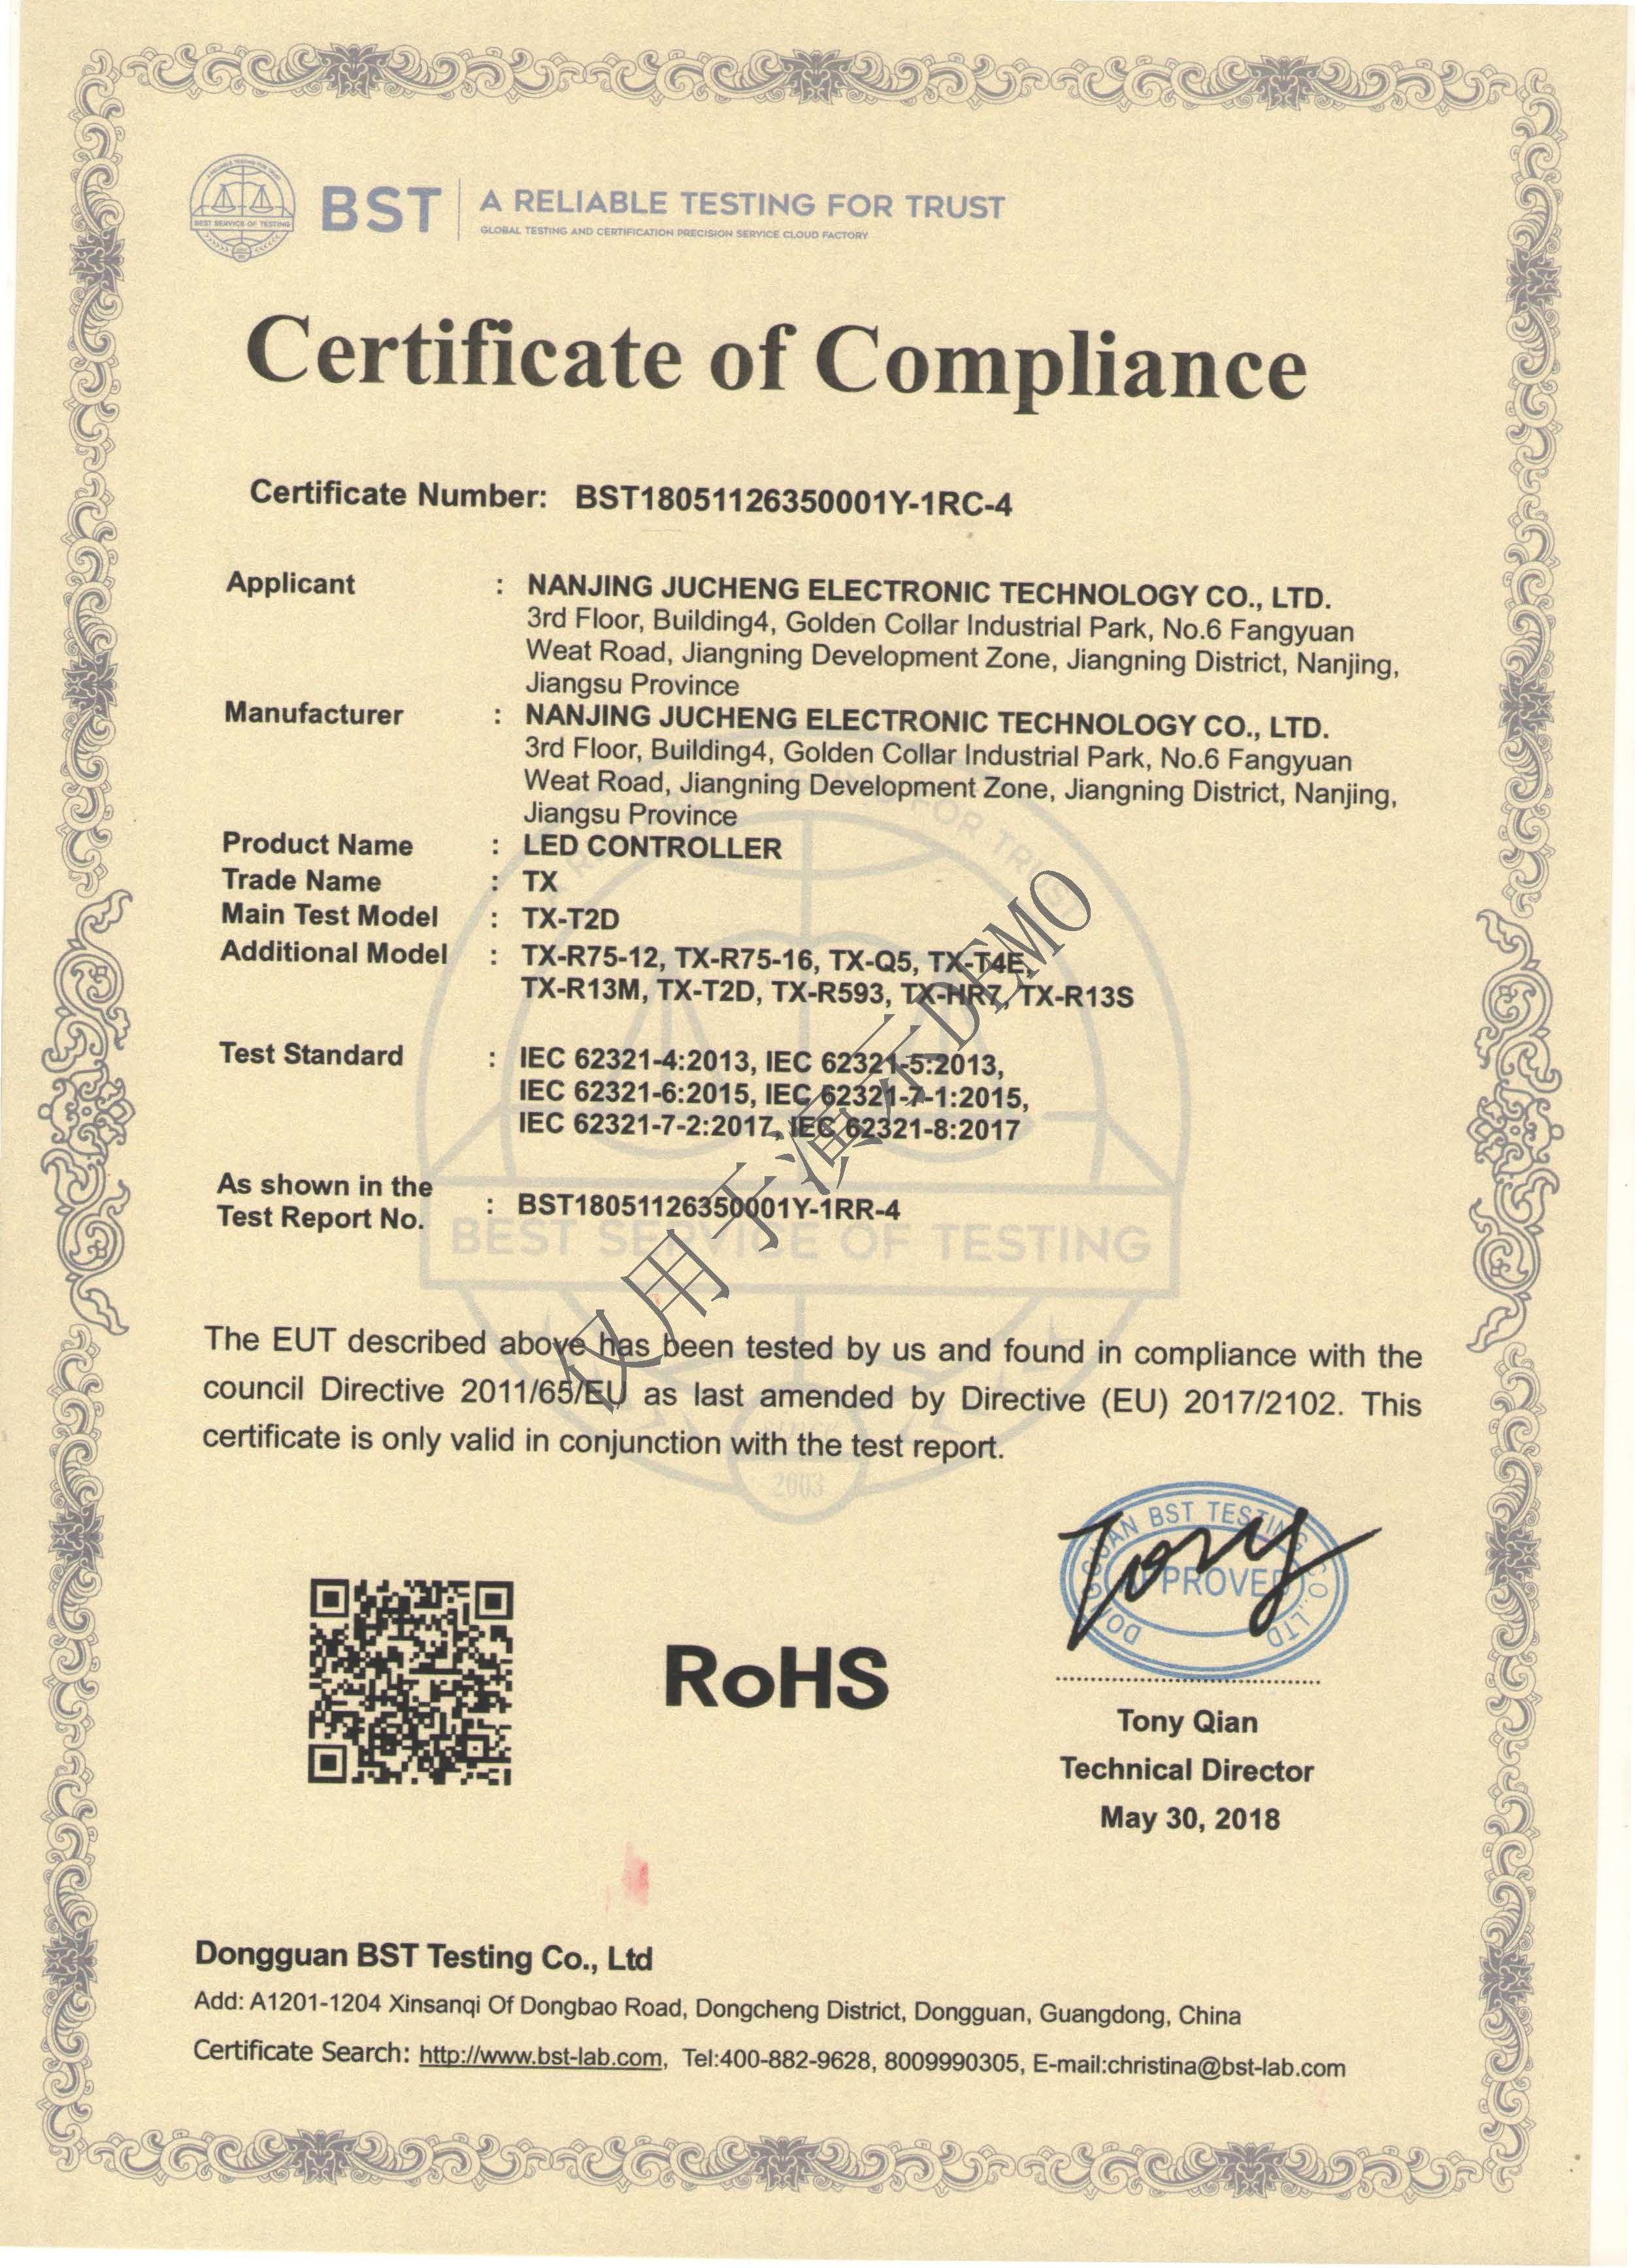 BEST SERVICE OF TESTING
BST
A RELIABLE TESTING FOR TRUST
GLOBAL TESTING AND CERTIFICATION PRECISION SERVICE CLOUD FACTORY
Certificate of Compliance
Certificate Number: BST18051126350001Y-1RC-4
Applicant : NANJING JUCHENG ELECTRONIC TECHNOLOGY CO., LTD.
3rd Floor, Building4, Golden Collar Industrial Park, No.6 Fangyuan
Weat Road, Jiangning Development Zone, Jiangning District, Nanjing,
Jiangsu Province
Manufacturer : NANJING JUCHENG ELECTRONIC TECHNOLOGY CO., LTD.
3rd Floor, Building4, Golden Collar Industrial Park, No.6 Fangyuan
Weat Road, Jiangning Development Zone, Jiangning District, Nanjing,
Jiangsu Province
Product Name : LED CONTROLLER
Trade Name : TX
Main Test Model : TX-T2D
Additional Model : TX-R75-12, TX-R75-16, TX-Q5, TX-T4E,
TX-R13M, TX-T2D, TX-R593, TX-HR7, TX-R13S
Test Standard : IEC 62321-4:2013, IEC 62321-5:2013,
IEC 62321-6:2015, IEC 62321-7-1:2015,
IEC 62321-7-2:2017, IEC 62321-8:2017
As shown in the
Test Report No. : BST18051126350001Y-1RR-4
FOR TRUST
BEST SERVICE OF TESTING
2003
仅用于演示DEMO
The EUT described above has been tested by us and found in compliance with the
council Directive 2011/65/EU as last amended by Directive (EU) 2017/2102. This
certificate is only valid in conjunction with the test report.
RoHS
DONGGUAN BST TESTING CO., LTD
APPROVED
Tony
Tony Qian
Technical Director
May 30, 2018
Dongguan BST Testing Co., Ltd
Add: A1201-1204 Xinsanqi Of Dongbao Road, Dongcheng District, Dongguan, Guangdong, China
Certificate Search: http://www.bst-lab.com, Tel:400-882-9628, 8009990305, E-mail:christina@bst-lab.com